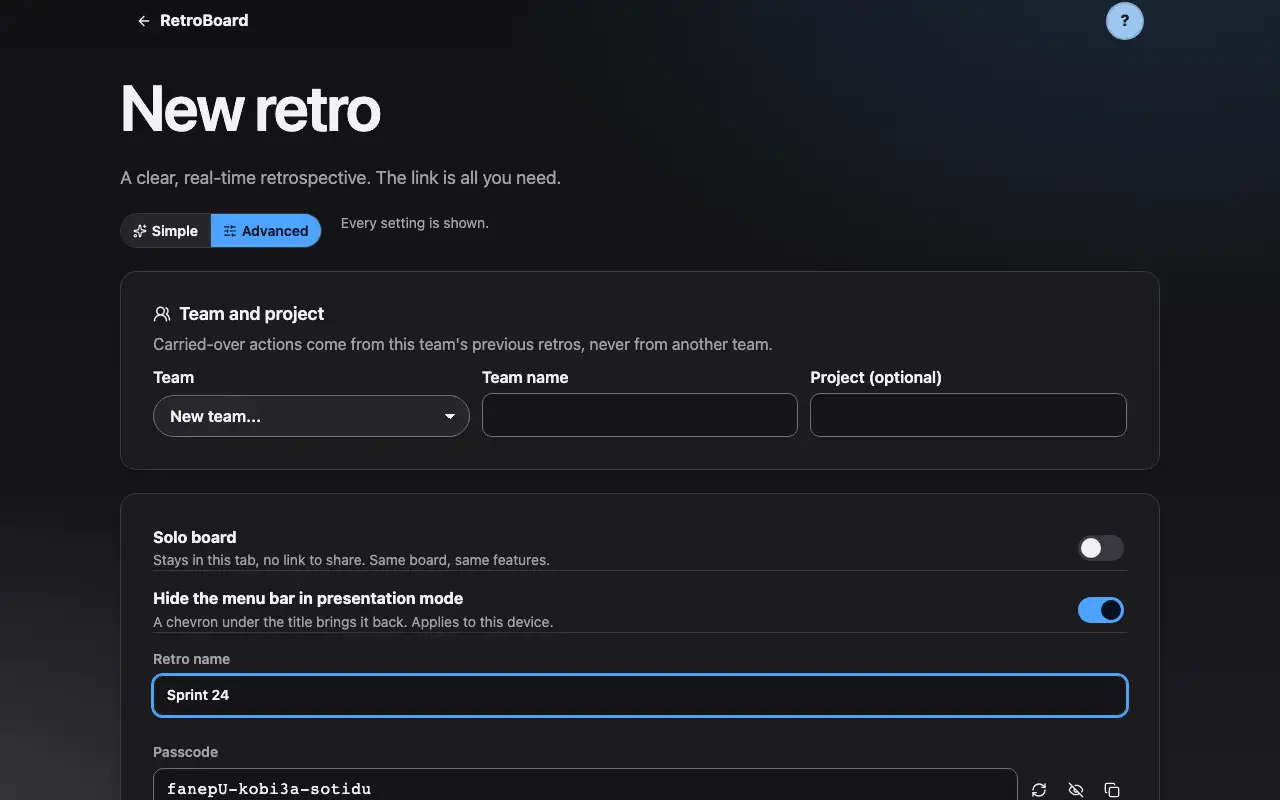 RetroBoard
?
New retro
A clear, real-time retrospective. The link is all you need.
Simple
Advanced
Every setting is shown.
Team and project
Carried-over actions come from this team's previous retros, never from another team.
Team
Team name
Project (optional)
New team...
Solo board
Stays in this tab, no link to share. Same board, same features.
Hide the menu bar in presentation mode
A chevron under the title brings it back. Applies to this device.
Retro name
Sprint 24
Passcode
fanepU-kobi3a-sotidu